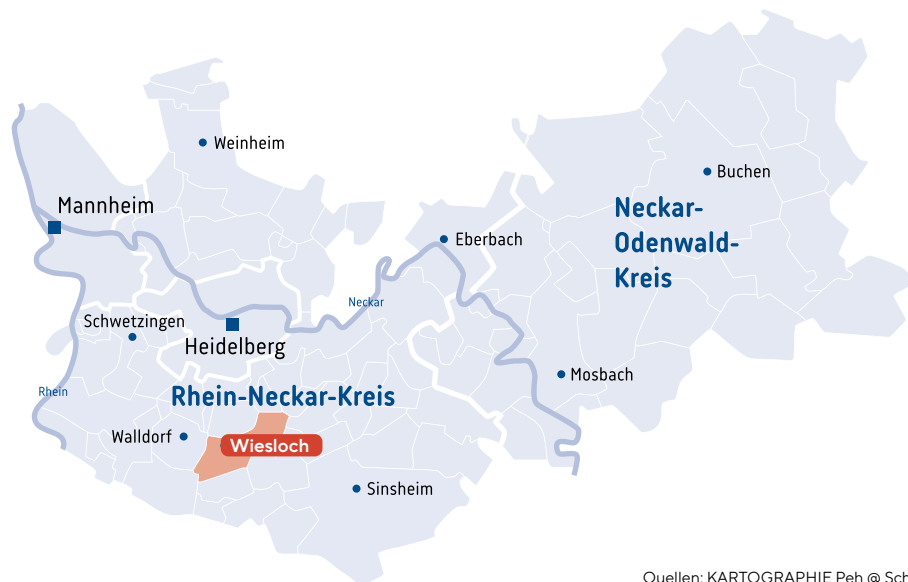 Weinheim
Buchen
Mannheim
Neckar-
Odenwald-
Kreis
Eberbach
Neckar
Schwetzingen
Heidelberg
Mosbach
Rhein
Rhein-Neckar-Kreis
Walldorf
Wiesloch
Sinsheim
Quellen: KARTOGRAPHIE Peh @ Sch